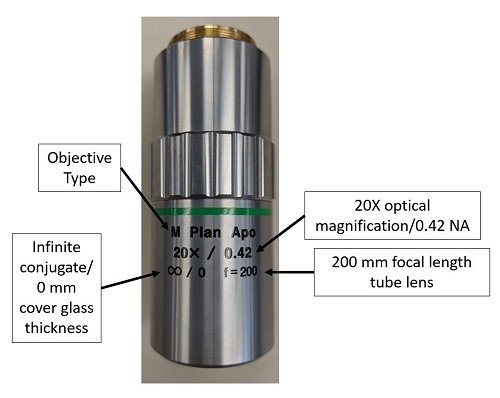 Objective
Type
M Plan Apo
20X / 0.42
∞ / 0 f=200
20X optical
magnification/0.42 NA
Infinite
conjugate/
0 mm
cover glass
thickness
200 mm focal length
tube lens